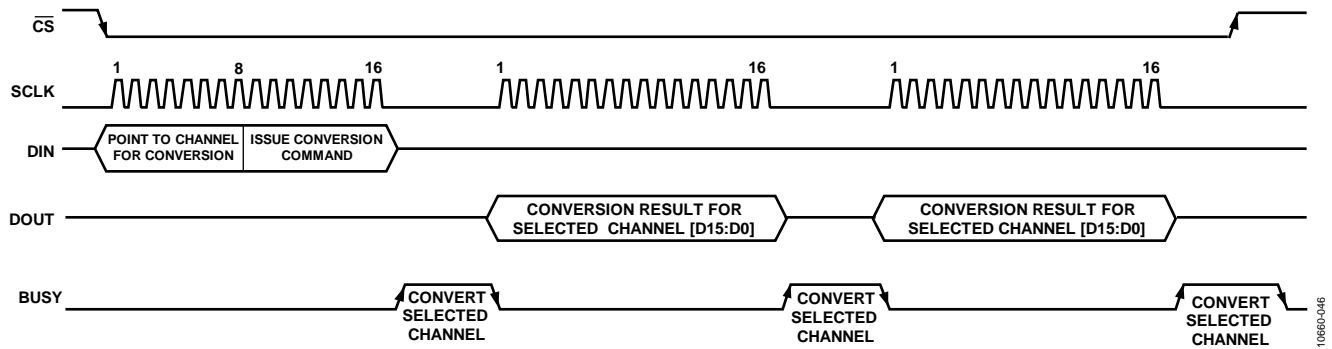 CS
SCLK
1
8
16
1
16
1
16
DIN
POINT TO CHANNEL
FOR CONVERSION
ISSUE CONVERSION
COMMAND
DOUT
CONVERSION RESULT FOR
SELECTED CHANNEL [D15:D0]
CONVERSION RESULT FOR
SELECTED CHANNEL [D15:D0]
BUSY
CONVERT
SELECTED
CHANNEL
CONVERT
SELECTED
CHANNEL
CONVERT
SELECTED
CHANNEL
10660-046